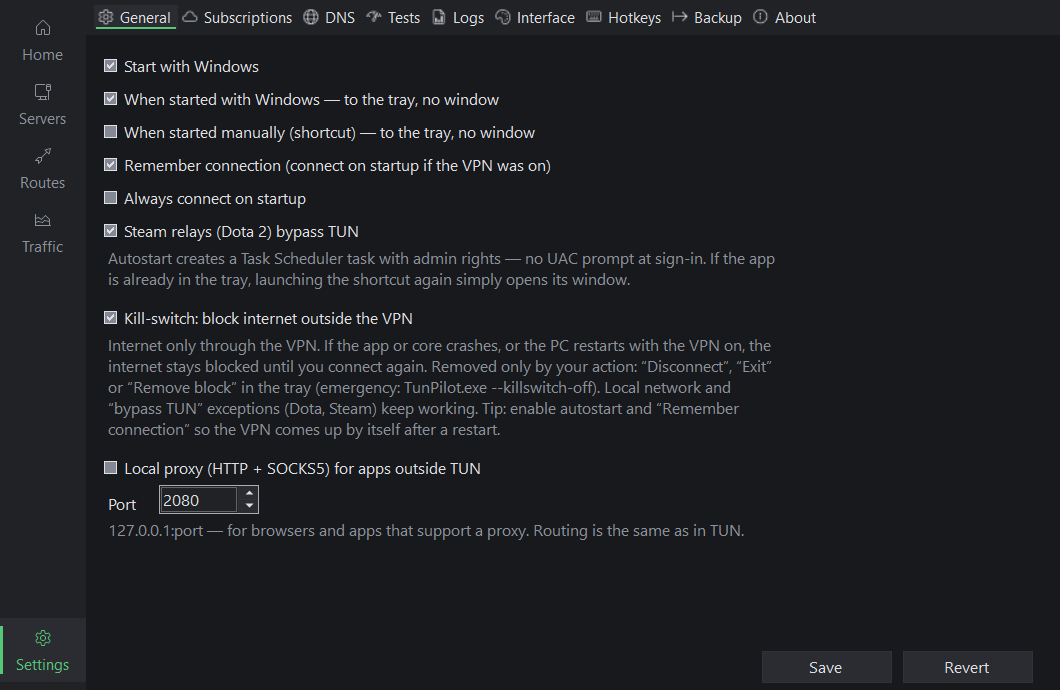 General
Subscriptions
DNS
Tests
Logs
Interface
Hotkeys
Backup
About
Home
Servers
Routes
Traffic
Settings
Start with Windows
When started with Windows — to the tray, no window
When started manually (shortcut) — to the tray, no window
Remember connection (connect on startup if the VPN was on)
Always connect on startup
Steam relays (Dota 2) bypass TUN
Autostart creates a Task Scheduler task with admin rights — no UAC prompt at sign-in. If the app
is already in the tray, launching the shortcut again simply opens its window.
Kill-switch: block internet outside the VPN
Internet only through the VPN. If the app or core crashes, or the PC restarts with the VPN on, the
internet stays blocked until you connect again. Removed only by your action: “Disconnect”, “Exit”
or “Remove block” in the tray (emergency: TunPilot.exe --killswitch-off). Local network and
“bypass TUN” exceptions (Dota, Steam) keep working. Tip: enable autostart and “Remember
connection” so the VPN comes up by itself after a restart.
Local proxy (HTTP + SOCKS5) for apps outside TUN
Port 2080
127.0.0.1:port — for browsers and apps that support a proxy. Routing is the same as in TUN.
Save
Revert